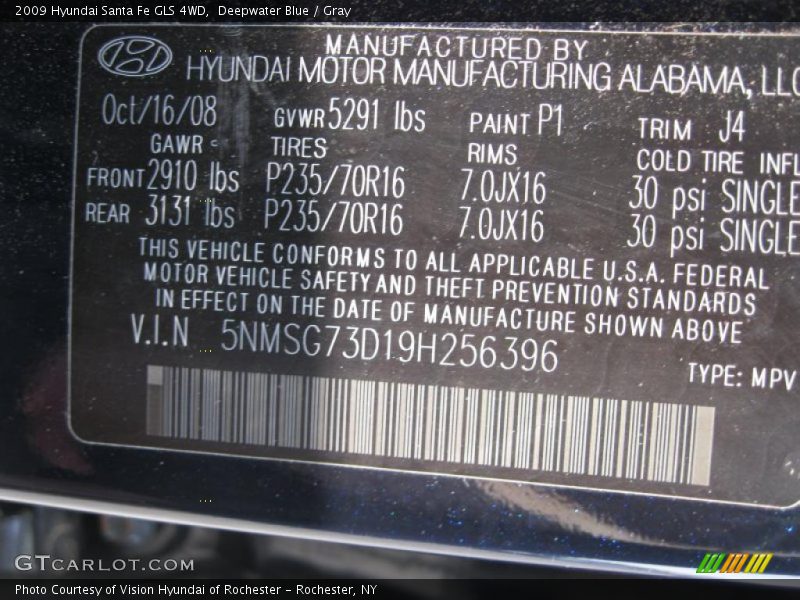 2009 Hyundai Santa Fe GLS 4WD, Deepwater Blue / Gray
MANUFACTURED BY
HYUNDAI MOTOR MANUFACTURING ALABAMA, LLC
Oct/16/08 GVWR 5291 lbs PAINT P1 TRIM J4
GAWR TIRES RIMS COLD TIRE INFL
FRONT 2910 lbs P235/70R16 7.0JX16 30 psi SINGLE
REAR 3131 lbs P235/70R16 7.0JX16 30 psi SINGLE
THIS VEHICLE CONFORMS TO ALL APPLICABLE U.S.A. FEDERAL
MOTOR VEHICLE SAFETY AND THEFT PREVENTION STANDARDS
IN EFFECT ON THE DATE OF MANUFACTURE SHOWN ABOVE
V.I.N 5NMSG73D19H256396
TYPE: MPV
GTCARLOT.COM
Photo Courtesy of Vision Hyundai of Rochester - Rochester, NY